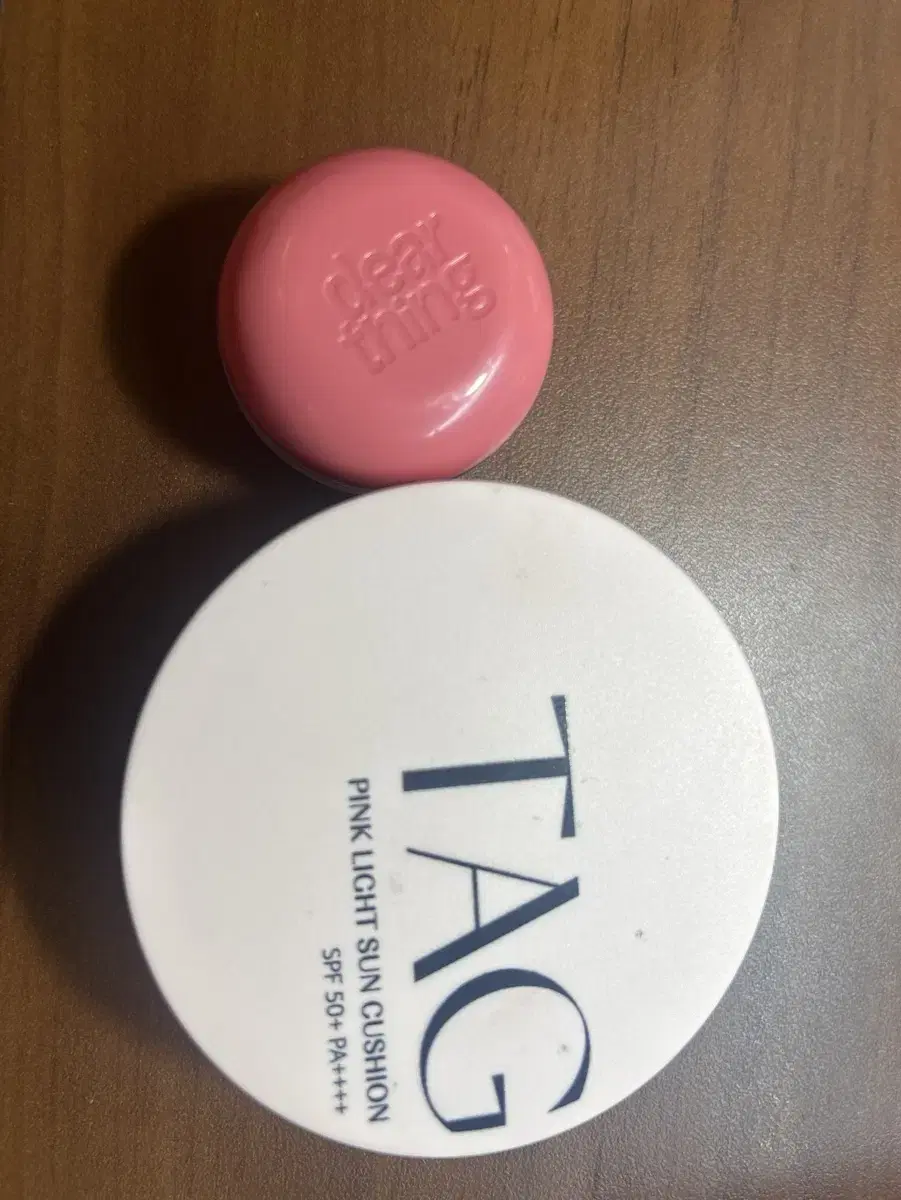 dear
thing
TAG
PINK LIGHT SUN CUSHION
SPF 50+ PA++++